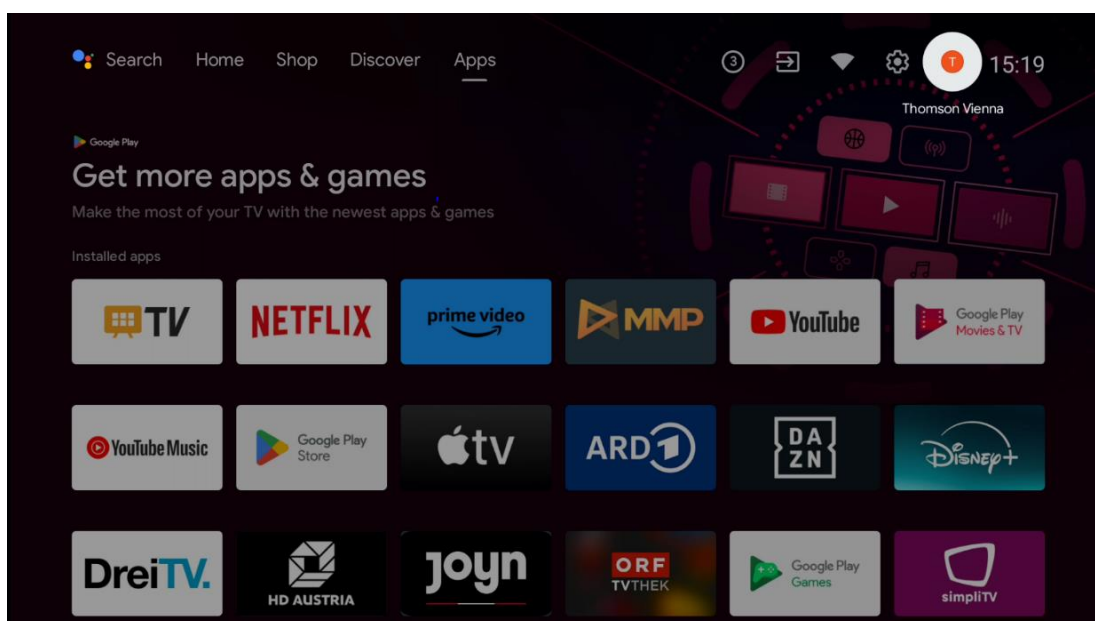 Search Home Shop Discover Apps 3 T 15:19
Thomson Vienna
Google Play
Get more apps & games
Make the most of your TV with the newest apps & games
Installed apps
TV NETFLIX prime video MMP YouTube Google Play Movies & TV
YouTube Music Google Play Store tv ARD 1 DAZN Disney+
DreiTV. HD AUSTRIA Joyn ORF TVTHEK Google Play Games simpliTV